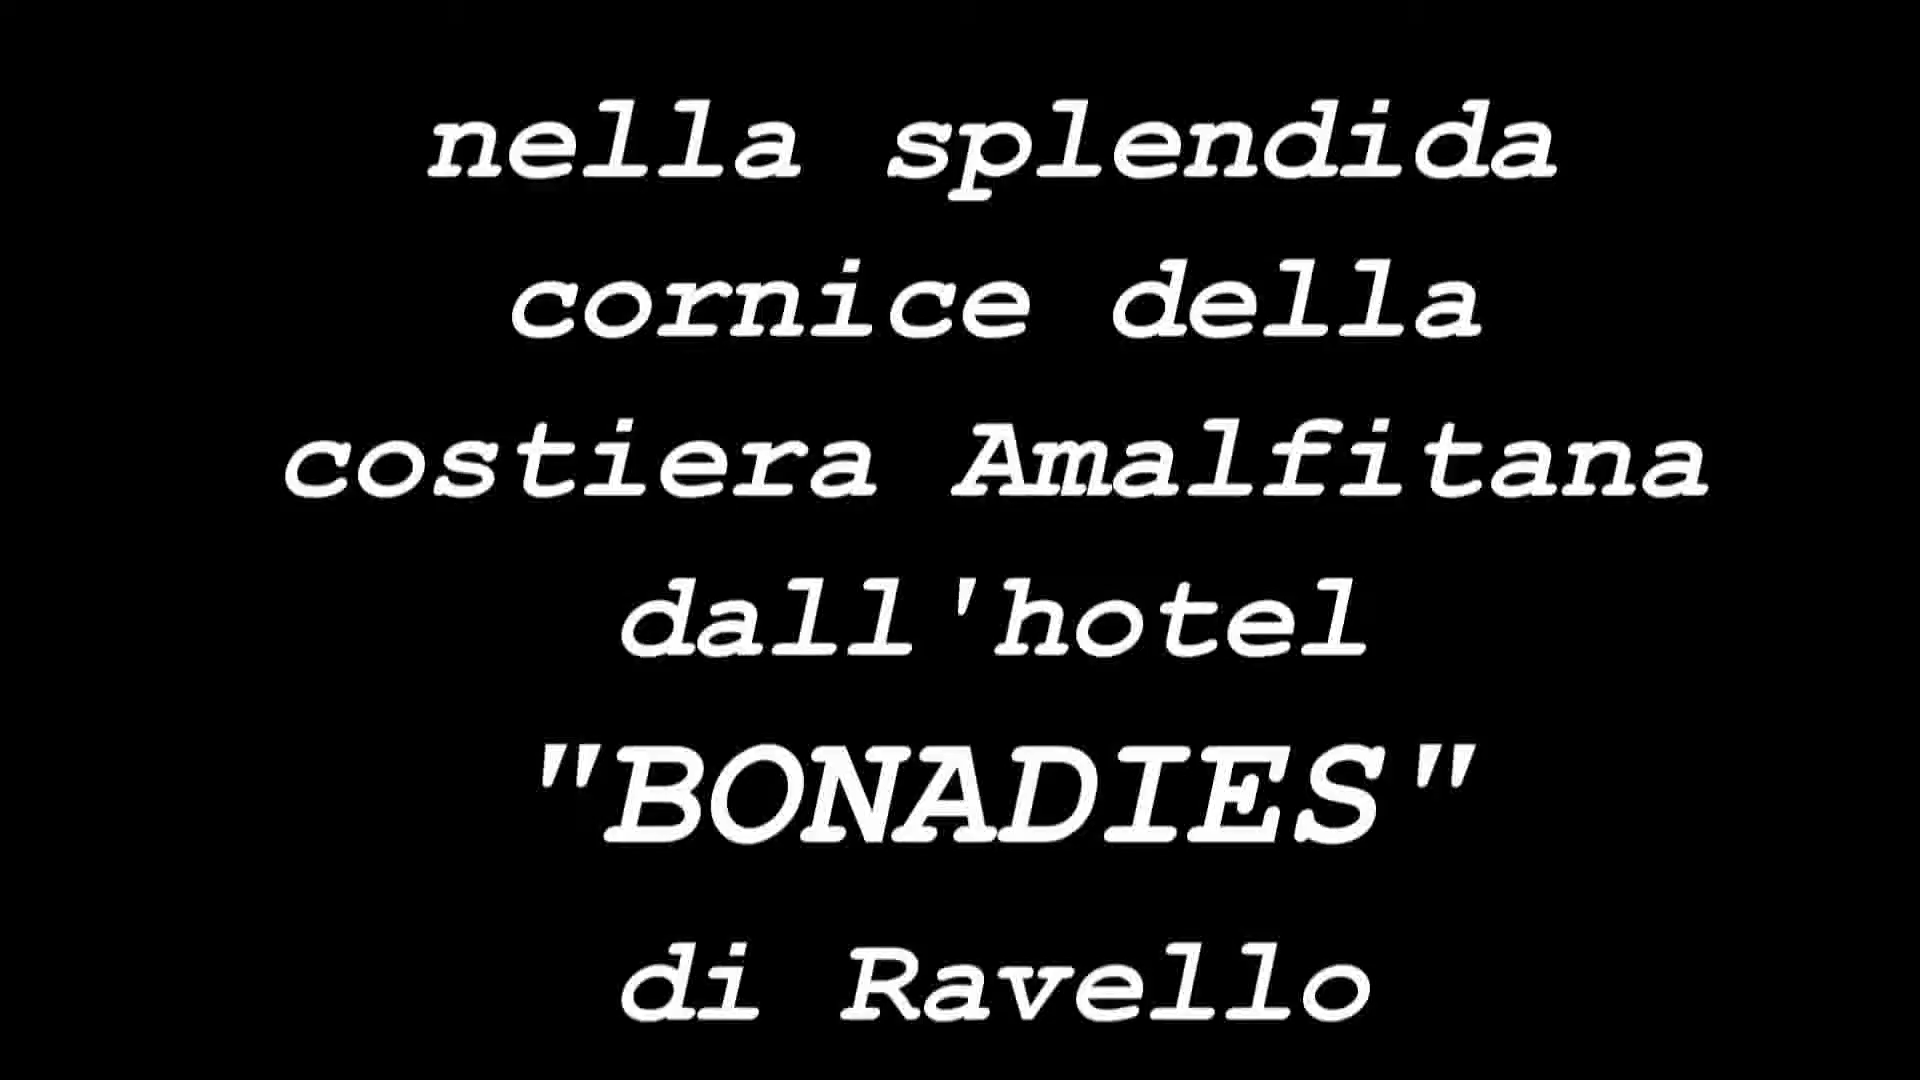 nella splendida
cornice della
costiera Amalfitana
dall'hotel
"BONADIES"
di Ravello